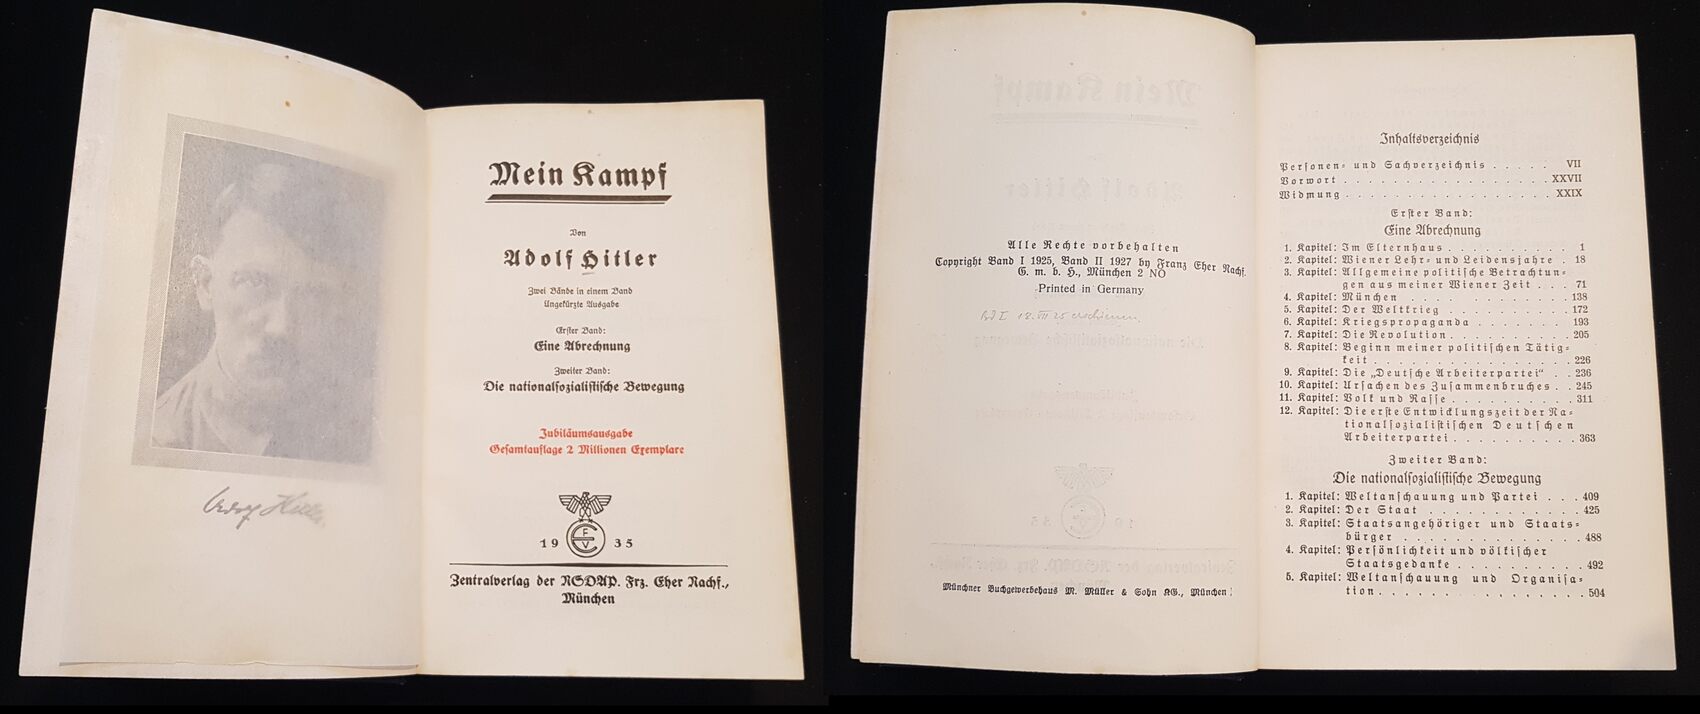 Adolf Hitler
Mein Kampf
Von
Adolf Hitler
Zwei Bände in einem Band
Ungekürzte Ausgabe
Erster Band:
Eine Abrechnung
Zweiter Band:
Die nationalsozialistische Bewegung
Jubiläumsausgabe
Gesamtauflage 2 Millionen Exemplare
FEV
1935
Zentralverlag der NSDAP. Frz. Eher Nachf.,
München
Alle Rechte vorbehalten
Copyright Band I 1925, Band II 1927 by Franz Eher Nachf.
G. m. b. H., München 2 NO
Printed in Germany
Bd I 18. VII 25 erschienen
Münchner Buchgewerbehaus M. Müller & Sohn KG., München
Inhaltsverzeichnis
Personen- und Sachverzeichnis . . . . . VII
Vorwort . . . . . . . . . . . . . . . . XXVII
Widmung . . . . . . . . . . . . . . . . XXIX
Erster Band:
Eine Abrechnung
1. Kapitel: Im Elternhaus . . . . . . . . . 1
2. Kapitel: Wiener Lehr- und Leidensjahre . 18
3. Kapitel: Allgemeine politische Betrachtun-
gen aus meiner Wiener Zeit . . . 71
4. Kapitel: München . . . . . . . . . . 138
5. Kapitel: Der Weltkrieg . . . . . . . . 172
6. Kapitel: Kriegspropaganda . . . . . . . 193
7. Kapitel: Die Revolution . . . . . . . . . 205
8. Kapitel: Beginn meiner politischen Tätig-
keit . . . . . . . . . . . . . . . 226
9. Kapitel: Die „Deutsche Arbeiterpartei“ . . 236
10. Kapitel: Ursachen des Zusammenbruches . . 245
11. Kapitel: Volk und Rasse . . . . . . . . . 311
12. Kapitel: Die erste Entwicklungszeit der Na-
tionalsozialistischen Deutschen
Arbeiterpartei . . . . . . . . . 363
Zweiter Band:
Die nationalsozialistische Bewegung
1. Kapitel: Weltanschauung und Partei . . . 409
2. Kapitel: Der Staat . . . . . . . . . . . 425
3. Kapitel: Staatsangehöriger und Staats-
bürger . . . . . . . . . . . . . 488
4. Kapitel: Persönlichkeit und völkischer
Staatsgedanke . . . . . . . . . . 492
5. Kapitel: Weltanschauung und Organisa-
tion . . . . . . . . . . . . . . . 504